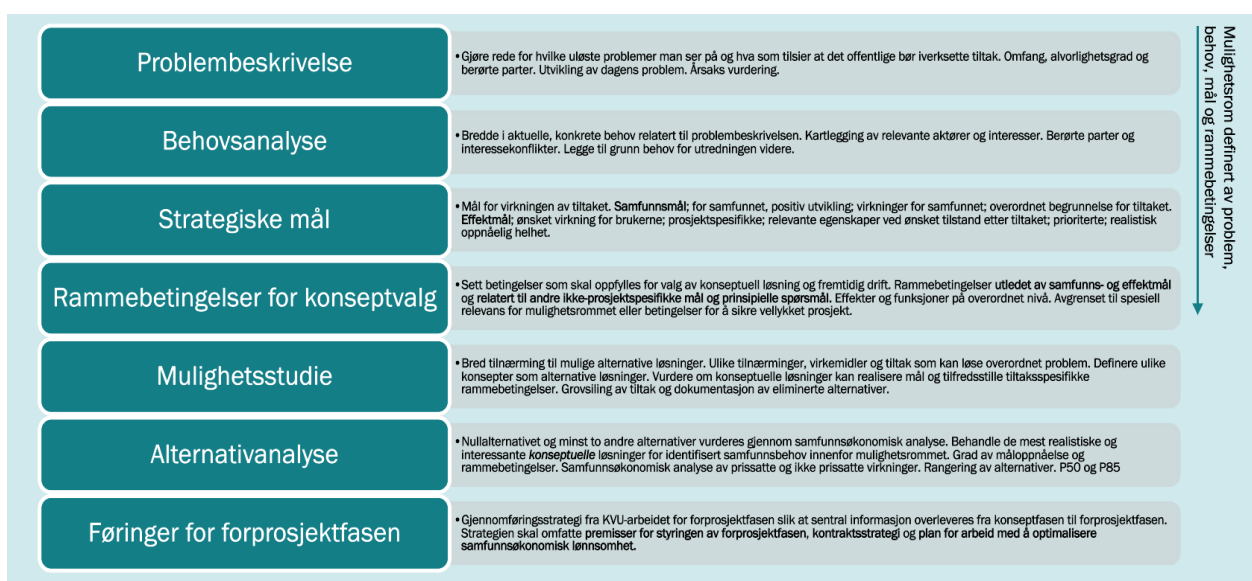 Problembeskrivelse
•Gjøre rede for hvilke uløste problemer man ser på og hva som tilsier at det offentlige bør iverksette tiltak. Omfang, alvorlighetsgrad og
berørte parter. Utvikling av dagens problem. Årsaks vurdering.
Behovsanalyse
•Bredde i aktuelle, konkrete behov relatert til problembeskrivelsen. Kartlegging av relevante aktører og interesser. Berørte parter og
interessekonflikter. Legge til grunn behov for utredningen videre.
Strategiske mål
•Mål for virkningen av tiltaket. Samfunnsmål; for samfunnet, positiv utvikling; virkninger for samfunnet; overordnet begrunnelse for tiltaket.
Effektmål; ønsket virkning for brukerne; prosjektspesifikke; relevante egenskaper ved ønsket tilstand etter tiltaket; prioriterte; realistisk
oppnåelig helhet.
Rammebetingelser for konseptvalg
•Sett betingelser som skal oppfylles for valg av konseptuell løsning og fremtidig drift. Rammebetingelser utledet av samfunns- og effektmål
og relatert til andre ikke-prosjektspesifikke mål og prinsipielle spørsmål. Effekter og funksjoner på overordnet nivå. Avgrenset til spesiell
relevans for mulighetsrommet eller betingelser for å sikre vellykket prosjekt.
Mulighetsstudie
•Bred tilnærming til mulige alternative løsninger. Ulike tilnærminger, virkemidler og tiltak som kan løse overordnet problem. Definere ulike
konsepter som alternative løsninger. Vurdere om konseptuelle løsninger kan realisere mål og tilfredsstille tiltaksspesifikke
rammebetingelser. Grovsiling av tiltak og dokumentasjon av eliminerte alternativer.
Alternativanalyse
•Nullalternativet og minst to andre alternativer vurderes gjennom samfunnsøkonomisk analyse. Behandle de mest realistiske og
interessante konseptuelle løsninger for identifisert samfunnsbehov innenfor mulighetsrommet. Grad av måloppnåelse og
rammebetingelser. Samfunnsøkonomisk analyse av prissatte og ikke prissatte virkninger. Rangering av alternativer. P50 og P85
Føringer for forprosjektfasen
•Gjennomføringsstrategi fra KVU-arbeidet for forprosjektfasen slik at sentral informasjon overleveres fra konseptfasen til forprosjektfasen.
Strategien skal omfatte premisser for styringen av forprosjektfasen, kontraktsstrategi og plan for arbeid med å optimalisere
samfunnsøkonomisk lønnsomhet.
Mulighetsrom definert av problem,
behov, mål og rammebetingelser